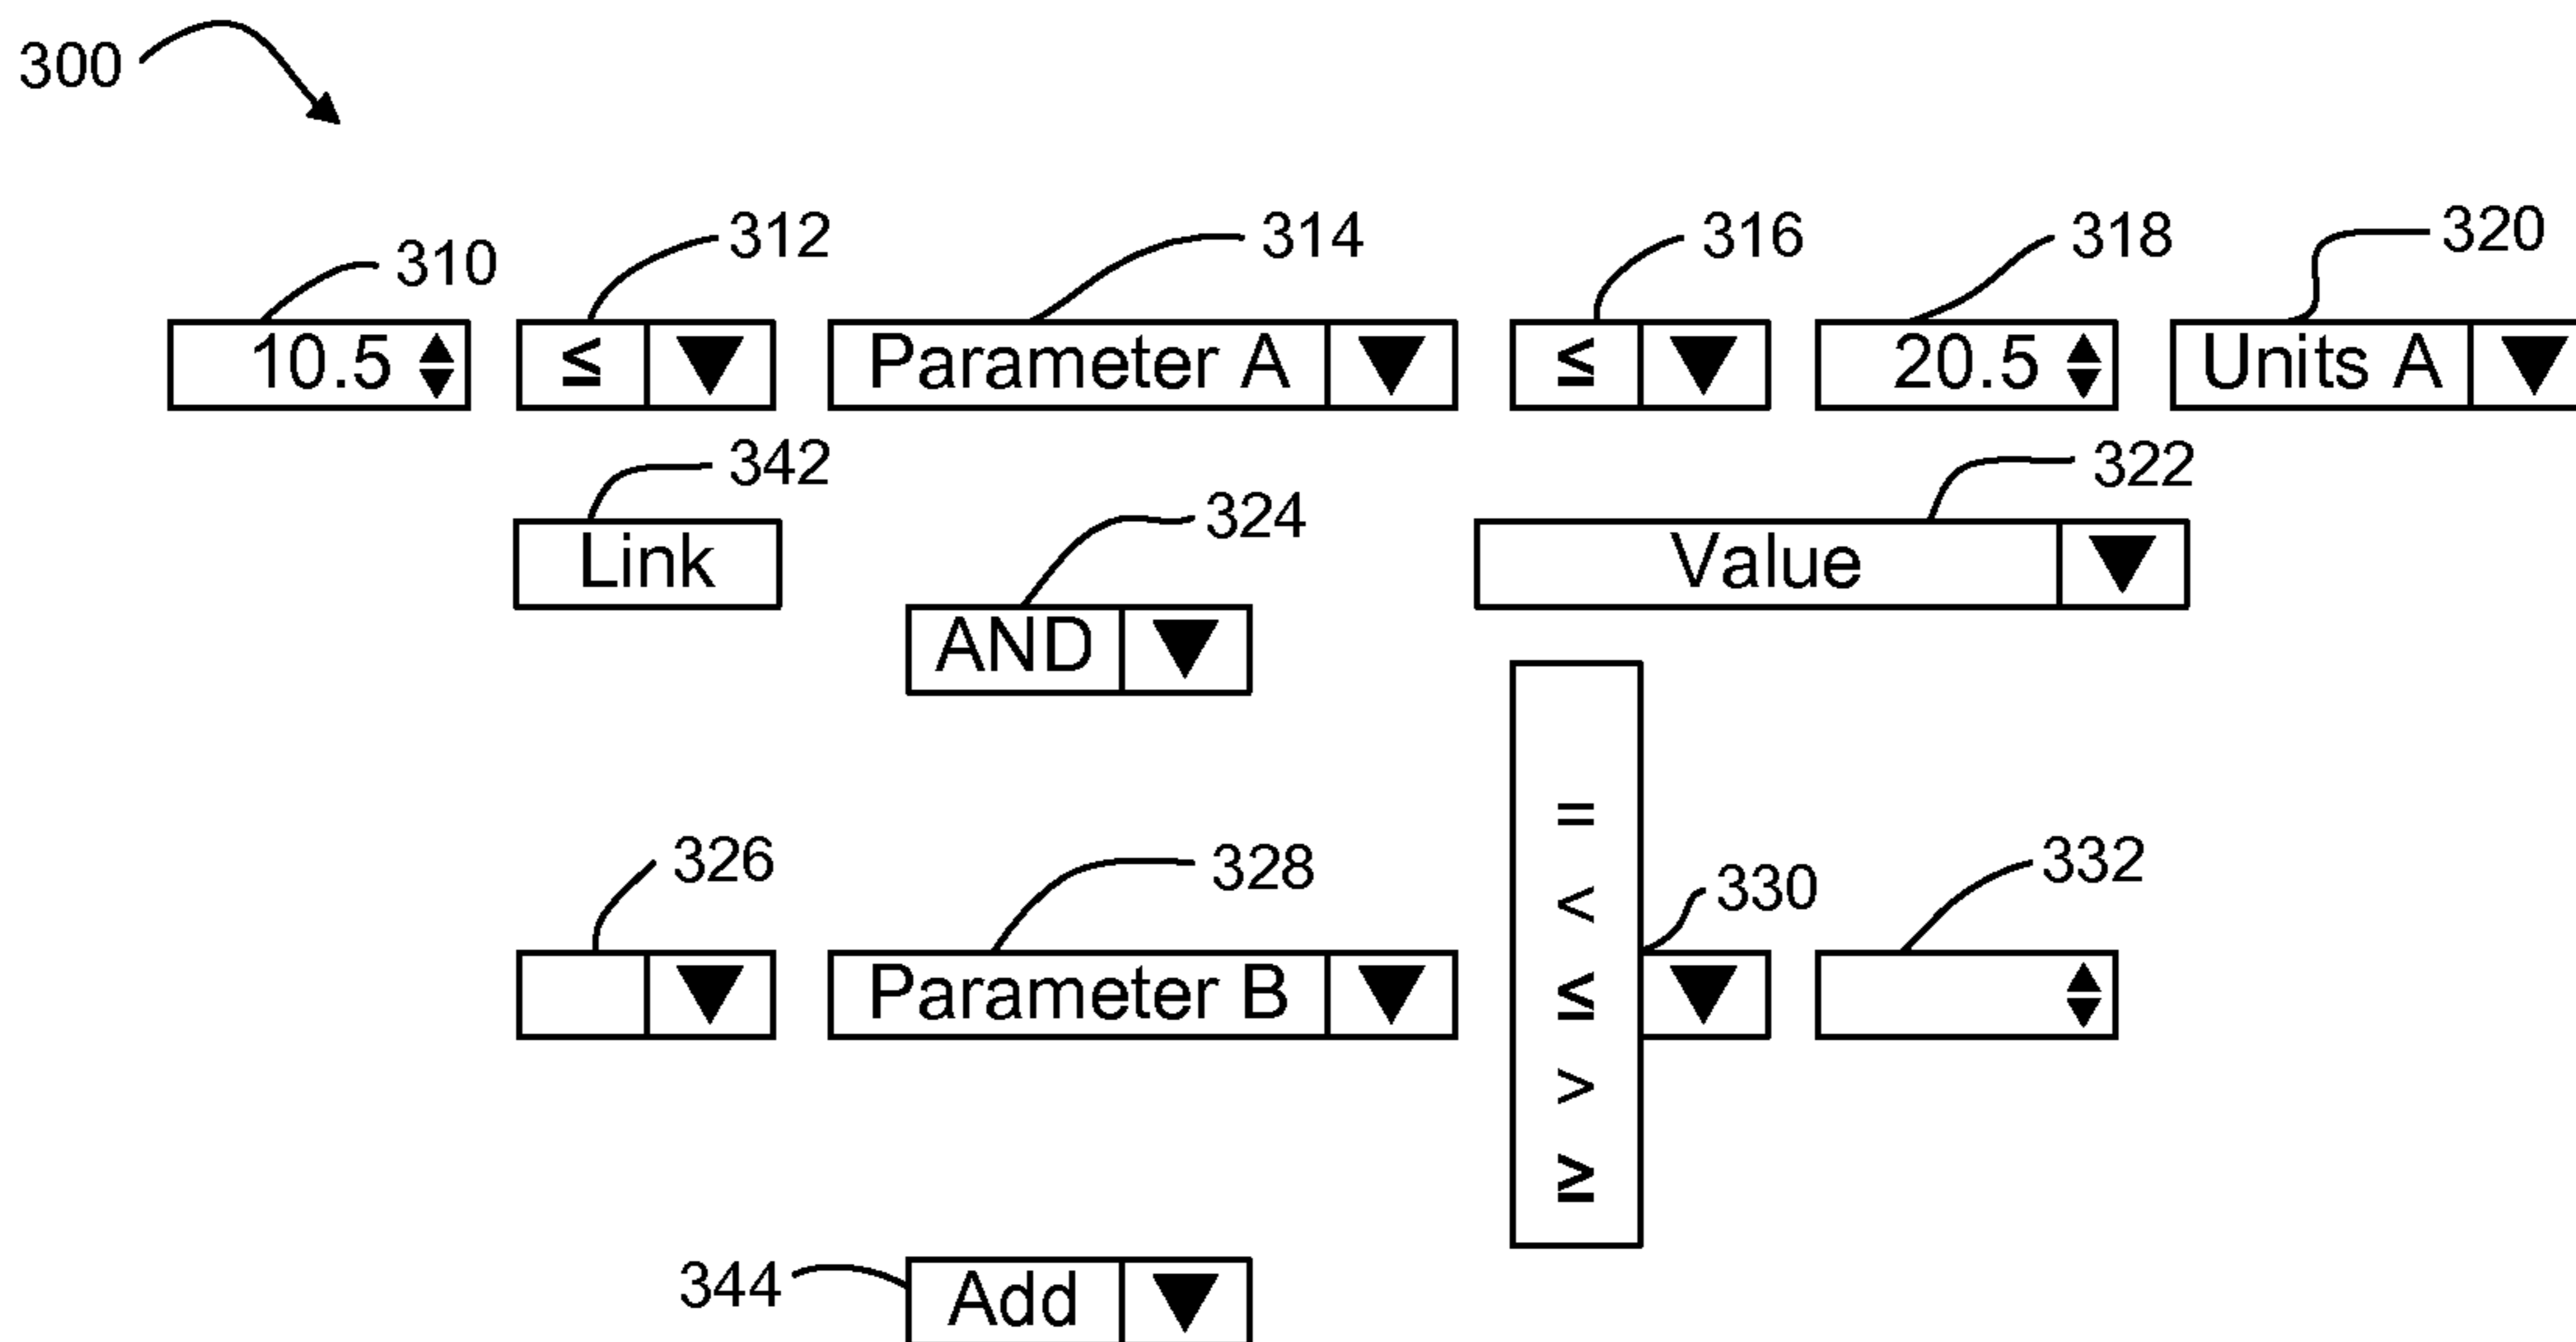 300
310 312 314 316 318 320
10.5 ≤ Parameter A ≤ 20.5 Units A
342 324 322
Link Value
AND
=
<
326 328 330 332
Parameter B ≤
>
≥
344 Add